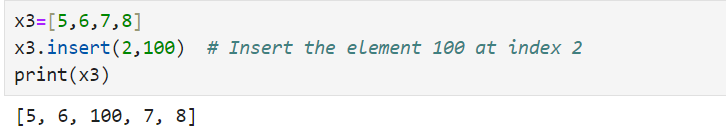 x3=[5,6,7,8]
x3.insert(2,100)  # Insert the element 100 at index 2
print(x3)
[5, 6, 100, 7, 8]